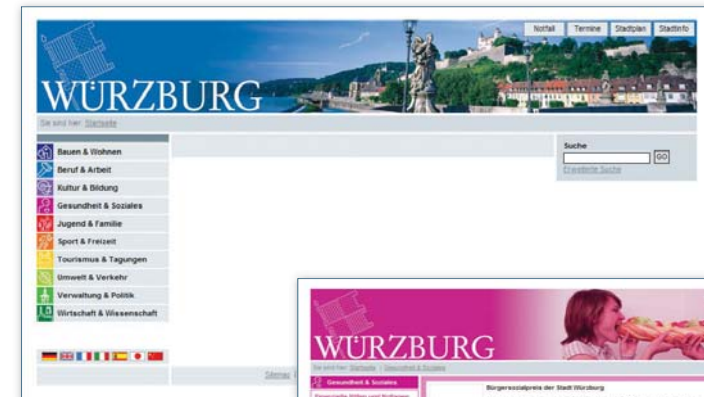 Notfall Termine Stadtplan Stadtinfo
WÜRZBURG
Sie sind hier: Startseite
Bauen & Wohnen
Beruf & Arbeit
Kultur & Bildung
Gesundheit & Soziales
Jugend & Familie
Sport & Freizeit
Tourismus & Tagungen
Umwelt & Verkehr
Verwaltung & Politik
Wirtschaft & Wissenschaft
Suche
GO
Erweiterte Suche
Sitemap
WÜRZBURG
Sie sind hier: Startseite > Gesundheit & Soziales
Gesundheit & Soziales
Bürgersozialpreis der Stadt Würzburg